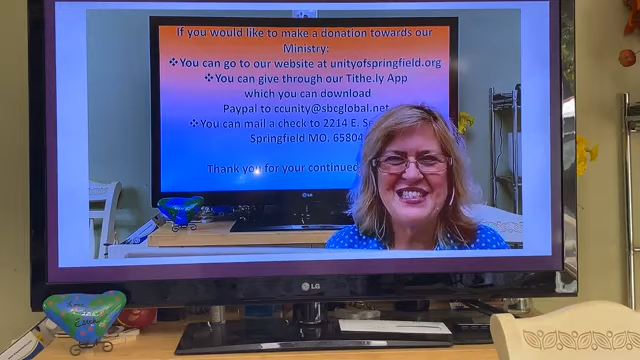 If you would like to make a donation towards our
Ministry:
❖You can go to our website at unityofspringfield.org
❖You can give through our Tithe.ly App
which you can download
Paypal to ccunity@sbcglobal.net
❖You can mail a check to 2214 E.
Springfield MO. 65804
Thank you for your continued
LG
LG